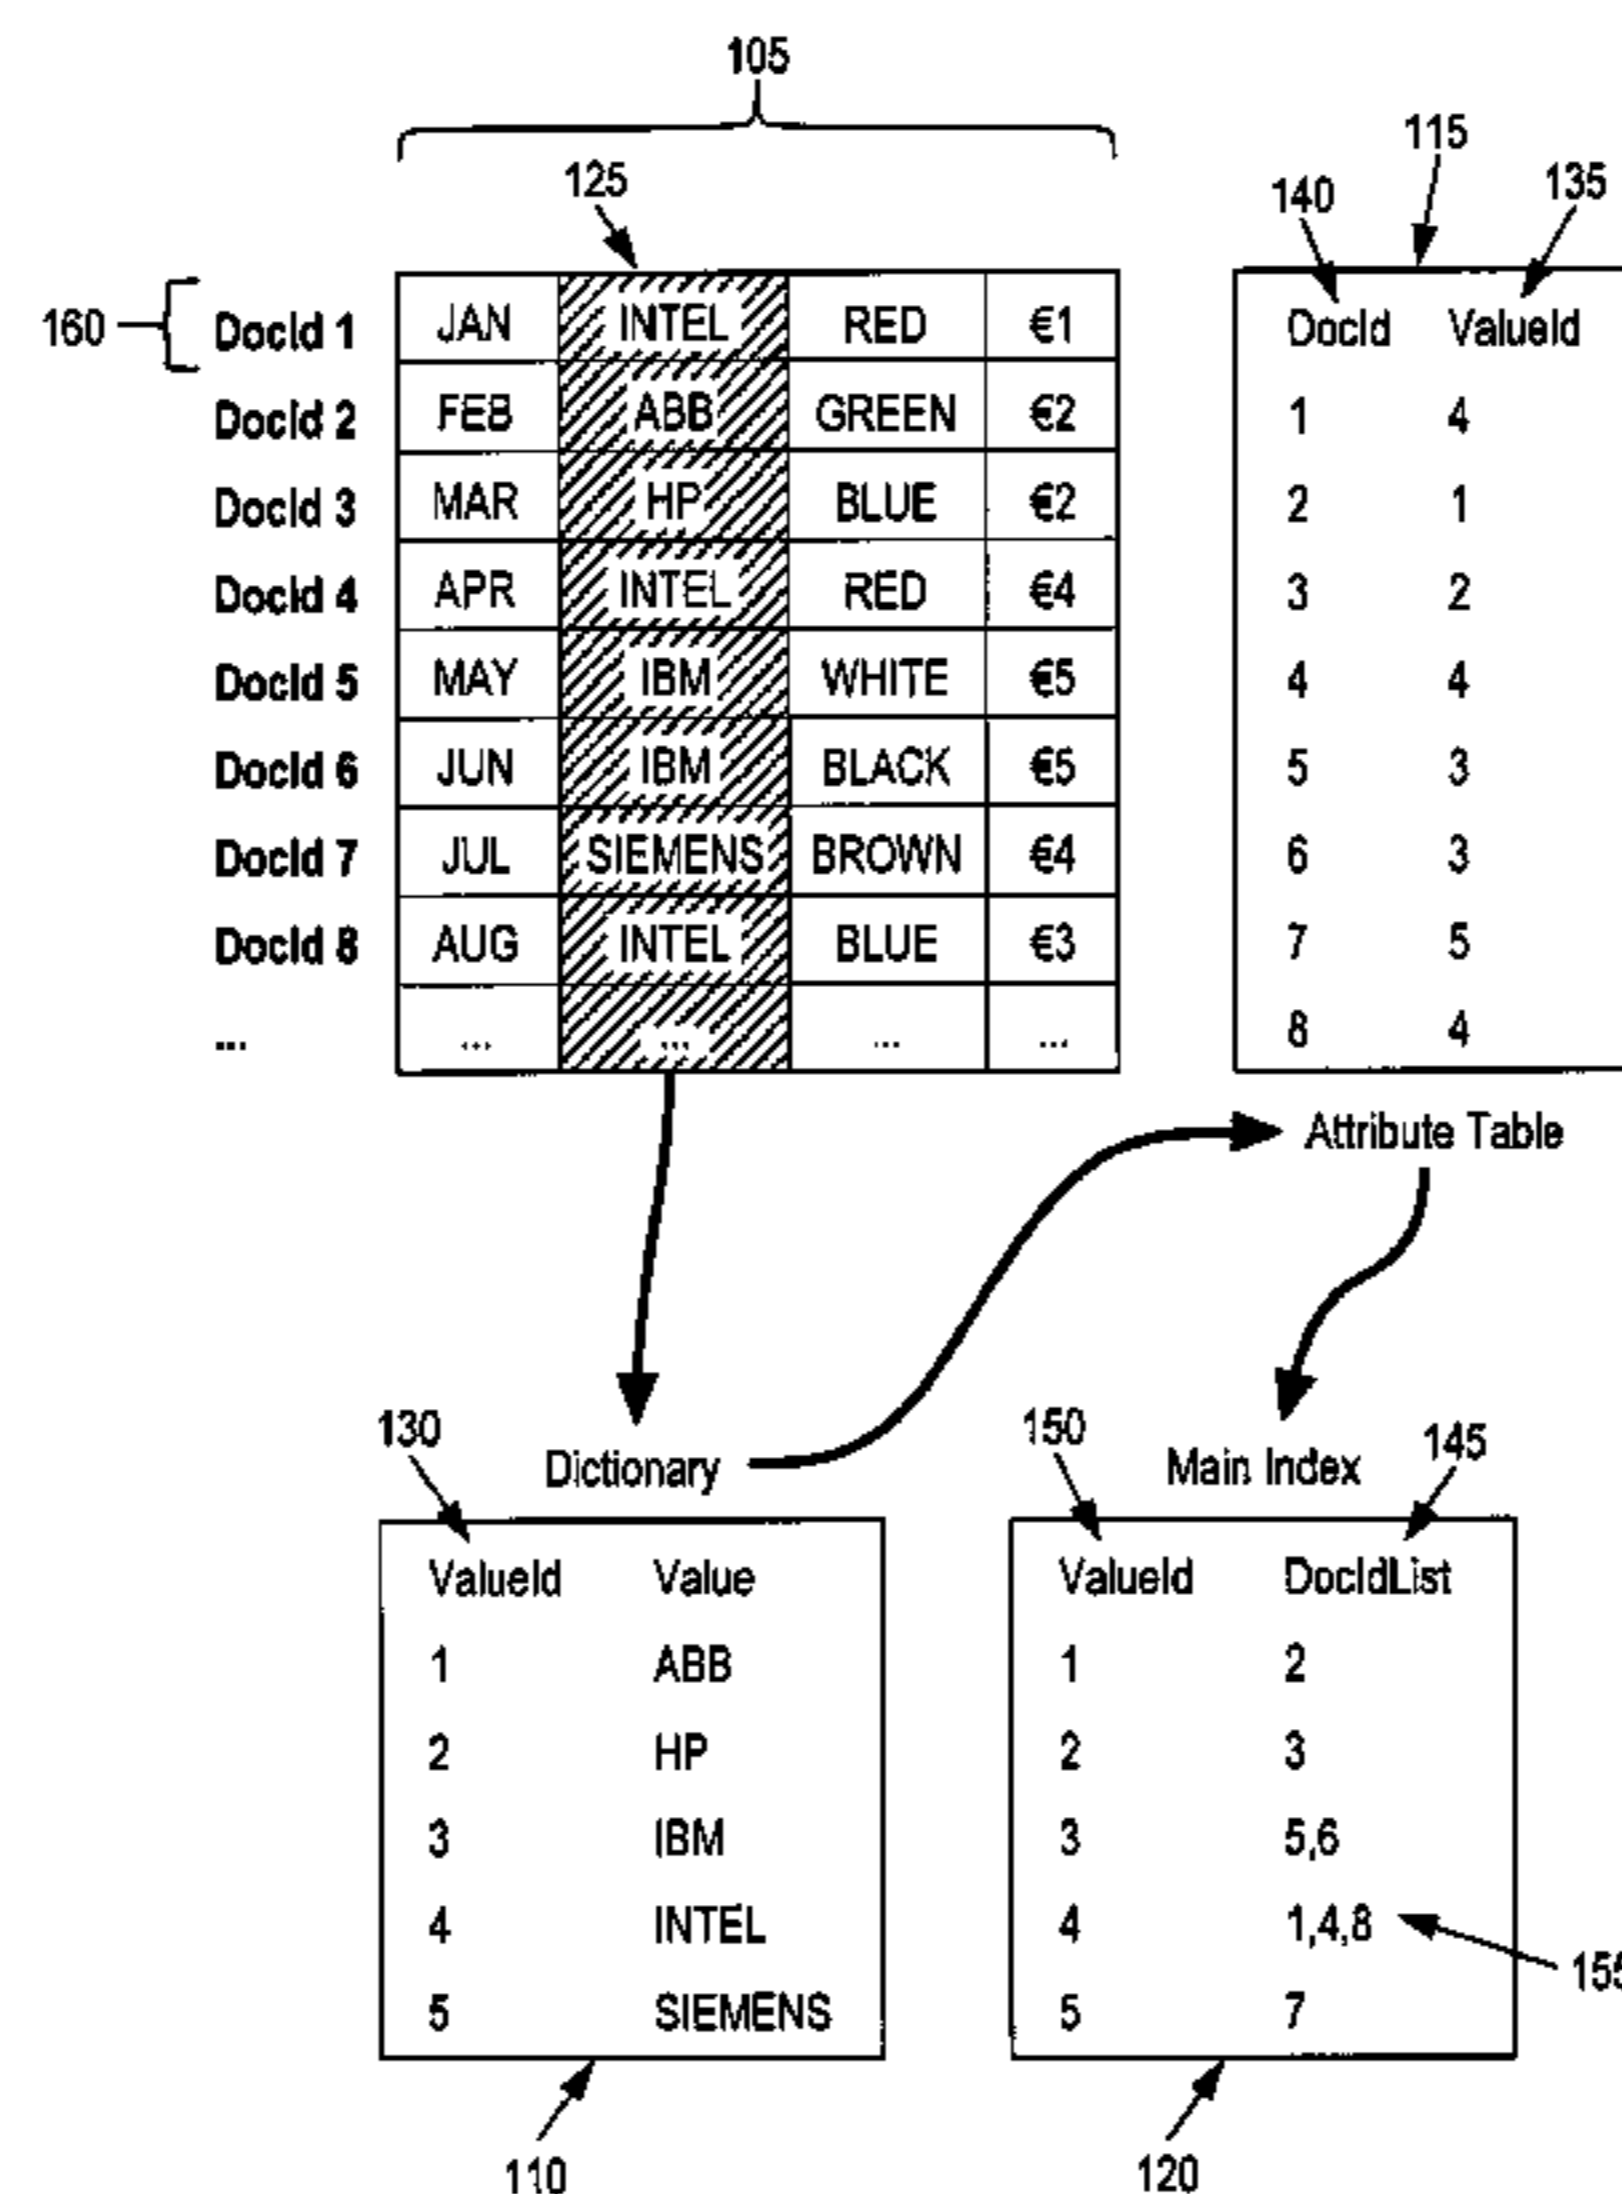 105
125
115
140
135
160
DocId 1 JAN INTEL RED €1
DocId 2 FEB ABB GREEN €2
DocId 3 MAR HP BLUE €2
DocId 4 APR INTEL RED €4
DocId 5 MAY IBM WHITE €5
DocId 6 JUN IBM BLACK €5
DocId 7 JUL SIEMENS BROWN €4
DocId 8 AUG INTEL BLUE €3
... ... ... ... ...
DocId ValueId
1 4
2 1
3 2
4 4
5 3
6 3
7 5
8 4
Attribute Table
130
Dictionary
ValueId Value
1 ABB
2 HP
3 IBM
4 INTEL
5 SIEMENS
110
150
Main Index
145
ValueId DocIdList
1 2
2 3
3 5,6
4 1,4,8
5 7
155
120